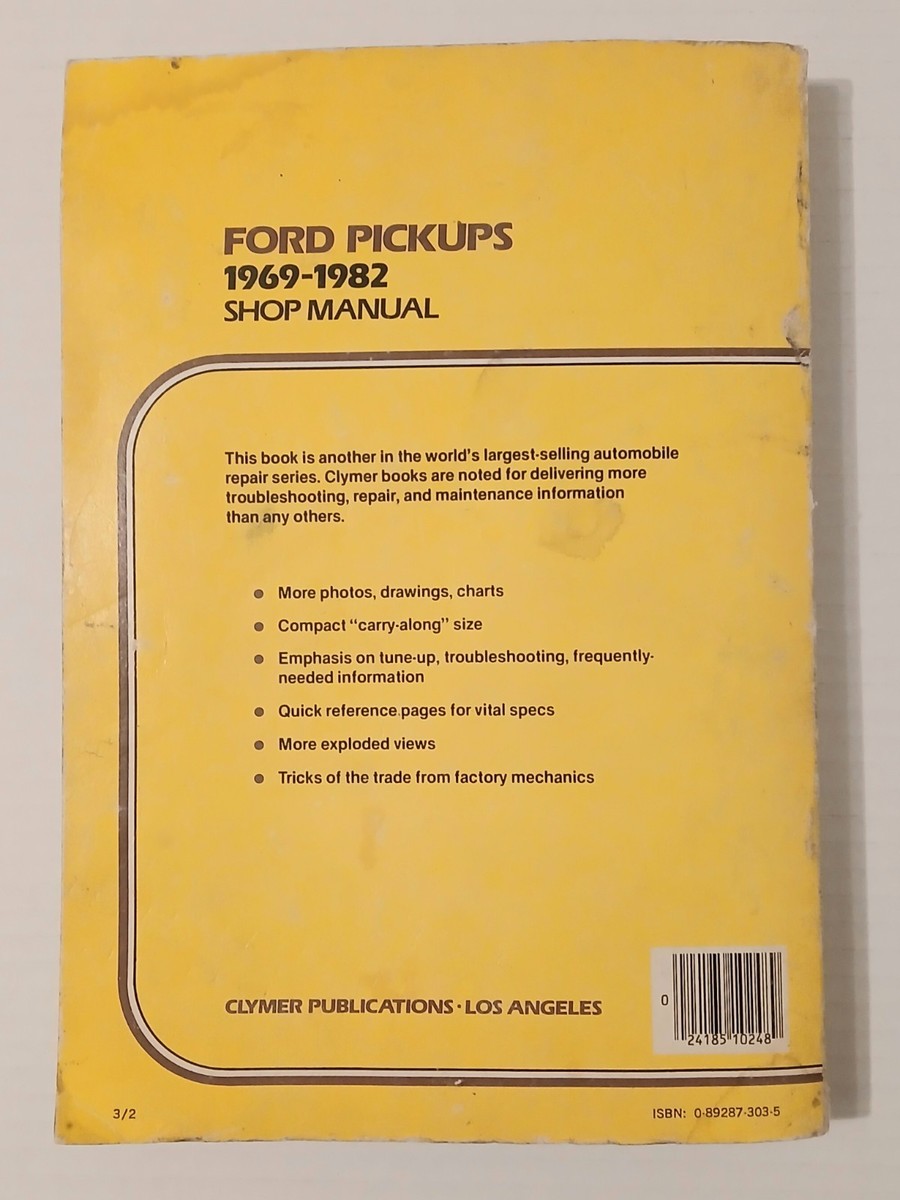 FORD PICKUPS
1969-1982
SHOP MANUAL
This book is another in the world's largest-selling automobile
repair series. Clymer books are noted for delivering more
troubleshooting, repair, and maintenance information
than any others.
● More photos, drawings, charts
● Compact “carry-along” size
● Emphasis on tune-up, troubleshooting, frequently-
needed information
● Quick reference pages for vital specs
● More exploded views
● Tricks of the trade from factory mechanics
CLYMER PUBLICATIONS · LOS ANGELES
0 24185 10248
3/2
ISBN: 0-89287-303-5